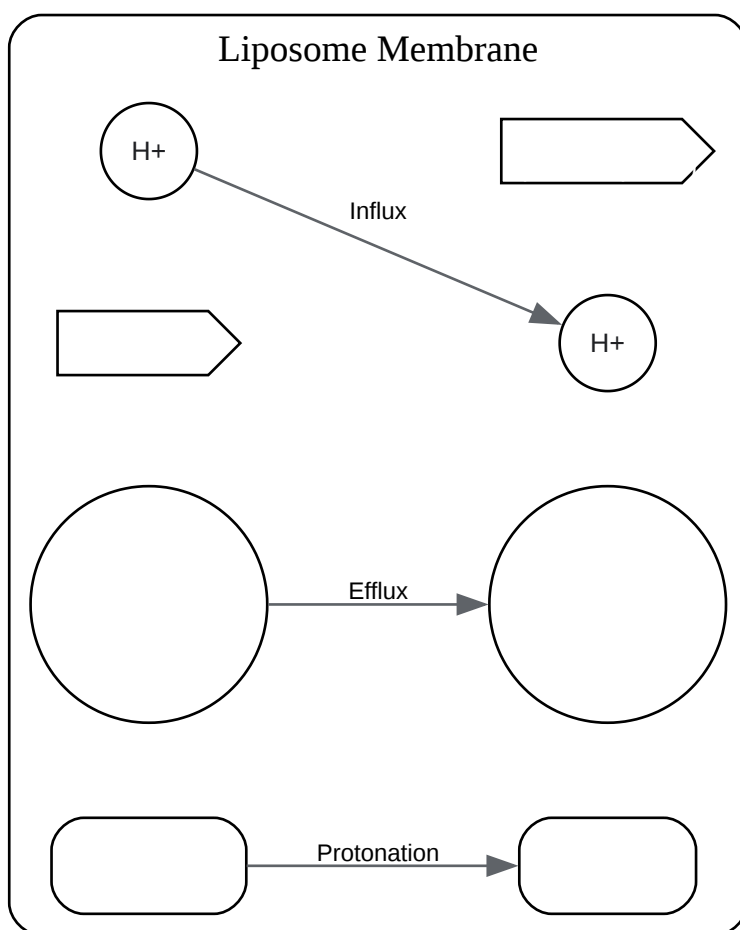 Liposome Membrane
H+
Influx
H+
Efflux
Protonation